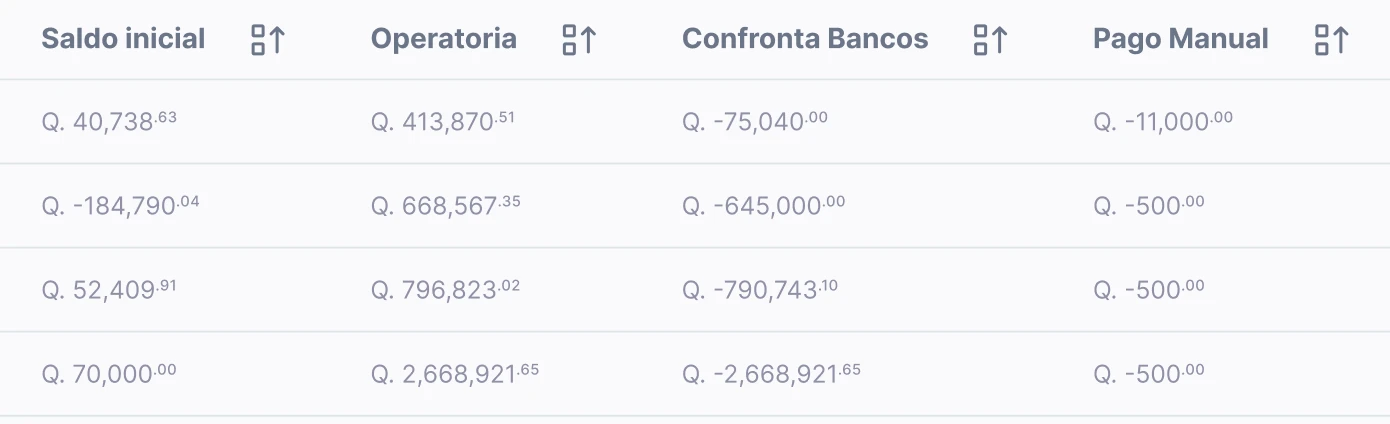 Saldo inicial Operatoria Confronta Bancos Pago Manual
Q. 40,738.63 Q. 413,870.51 Q. -75,040.00 Q. -11,000.00
Q. -184,790.04 Q. 668,567.35 Q. -645,000.00 Q. -500.00
Q. 52,409.91 Q. 796,823.02 Q. -790,743.10 Q. -500.00
Q. 70,000.00 Q. 2,668,921.65 Q. -2,668,921.65 Q. -500.00